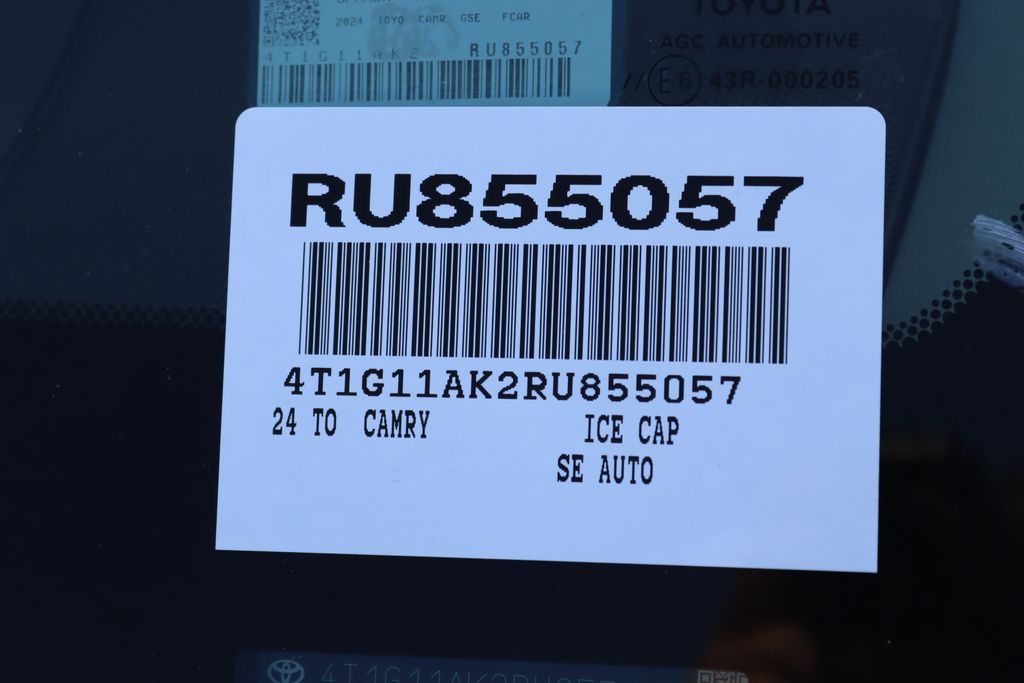 2024 TOYO CAMR GSE FCAR
4T1G11AK2 RU855057
TOYOTA
AGC AUTOMOTIVE
// E6 43R-000205
RU855057
4T1G11AK2RU855057
24 TO CAMRY ICE CAP
SE AUTO
4T1G11AK2RU855057